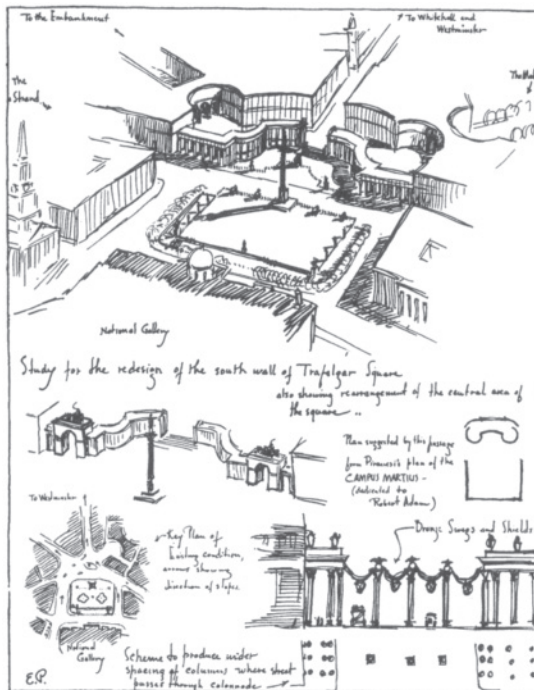 To the Embankment
To Whitehall and
Westminster
The
Strand
The Mall
National Gallery
Study for the redesign of the south wall of Trafalgar Square
also showing rearrangement of the central area of
the square ..
Plan suggested by this passage
from Piranesi's plan of the
CAMPUS MARTIUS -
(dedicated to
Robert Adam)
To Westminster
Key Plan of
Existing condition,
arrows showing
direction of slopes.
Bronze Swags and Shields
National
Gallery
Scheme to produce wider
spacing of columns where street
passes through colonnade
E.P.